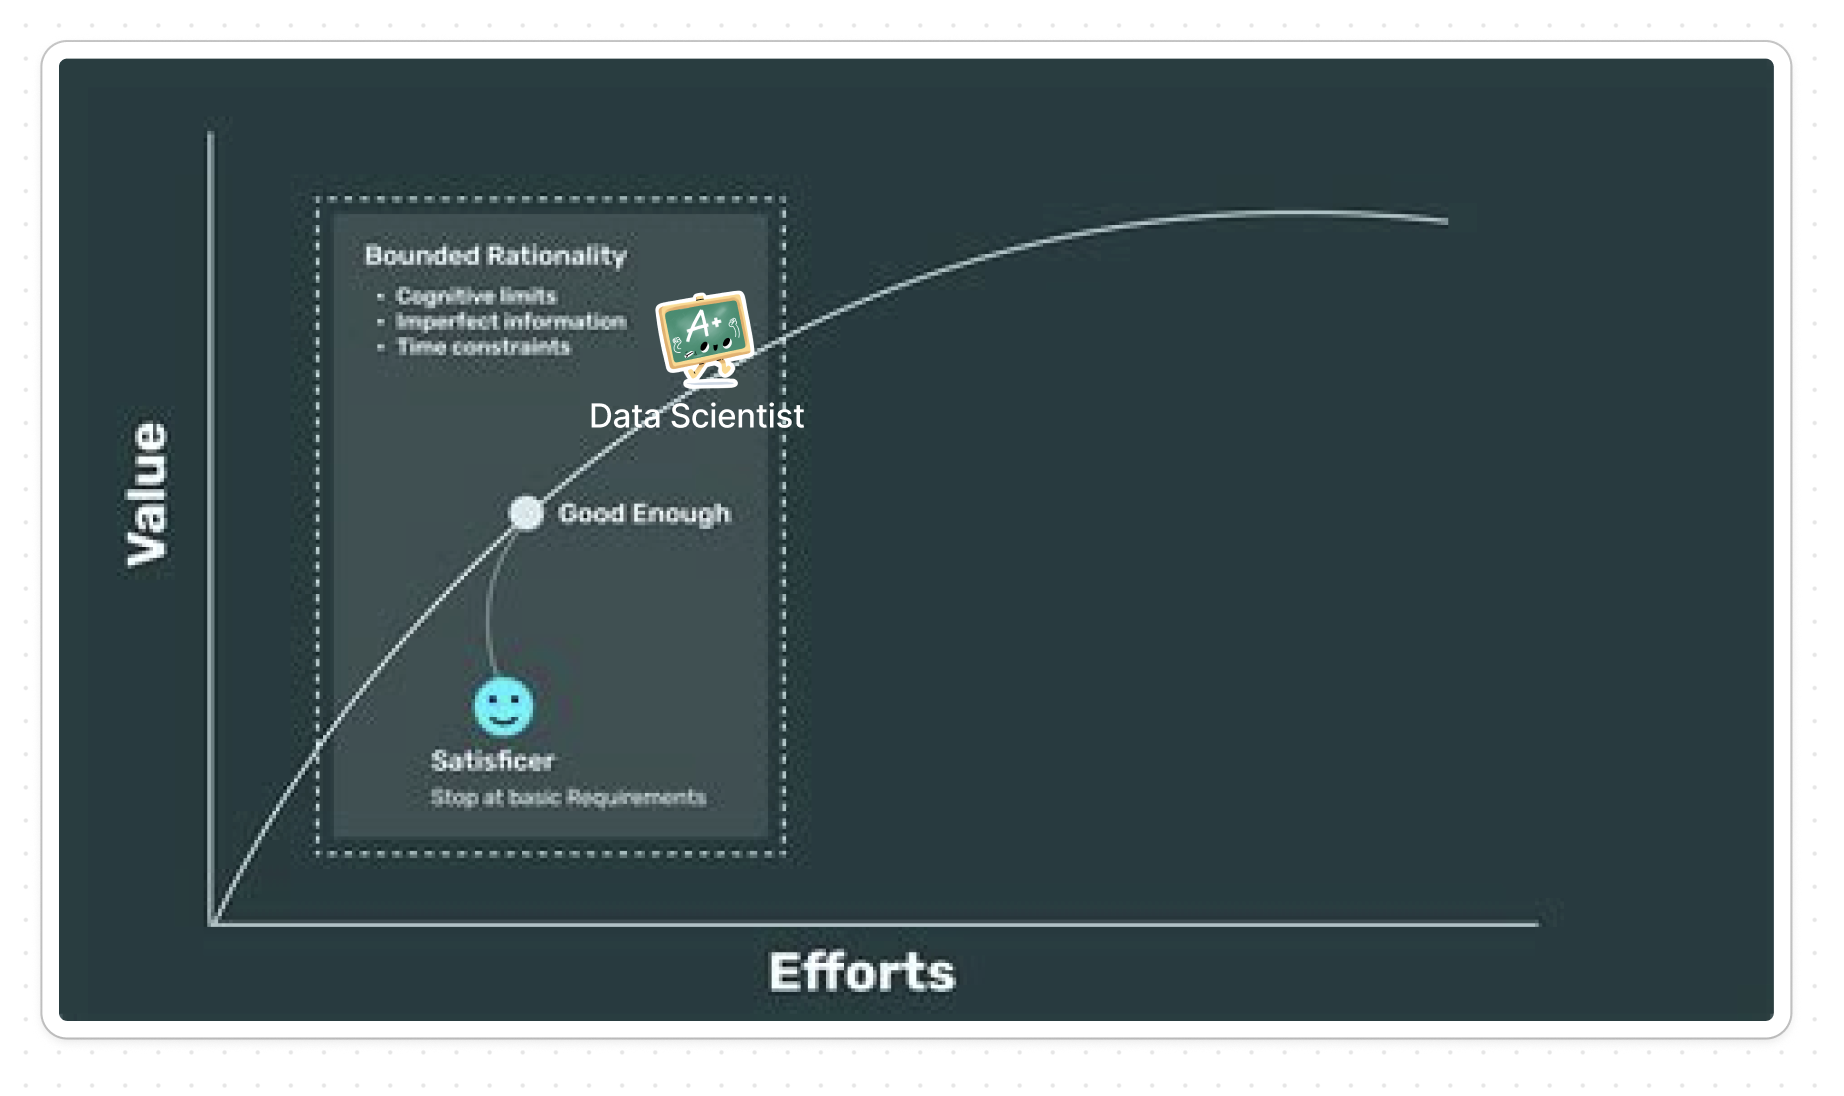 Bounded Rationality
- Cognitive limits
- Imperfect information
- Time constraints
A+
Data Scientist
Value
Good Enough
Satisficer
Stop at basic Requirements
Efforts